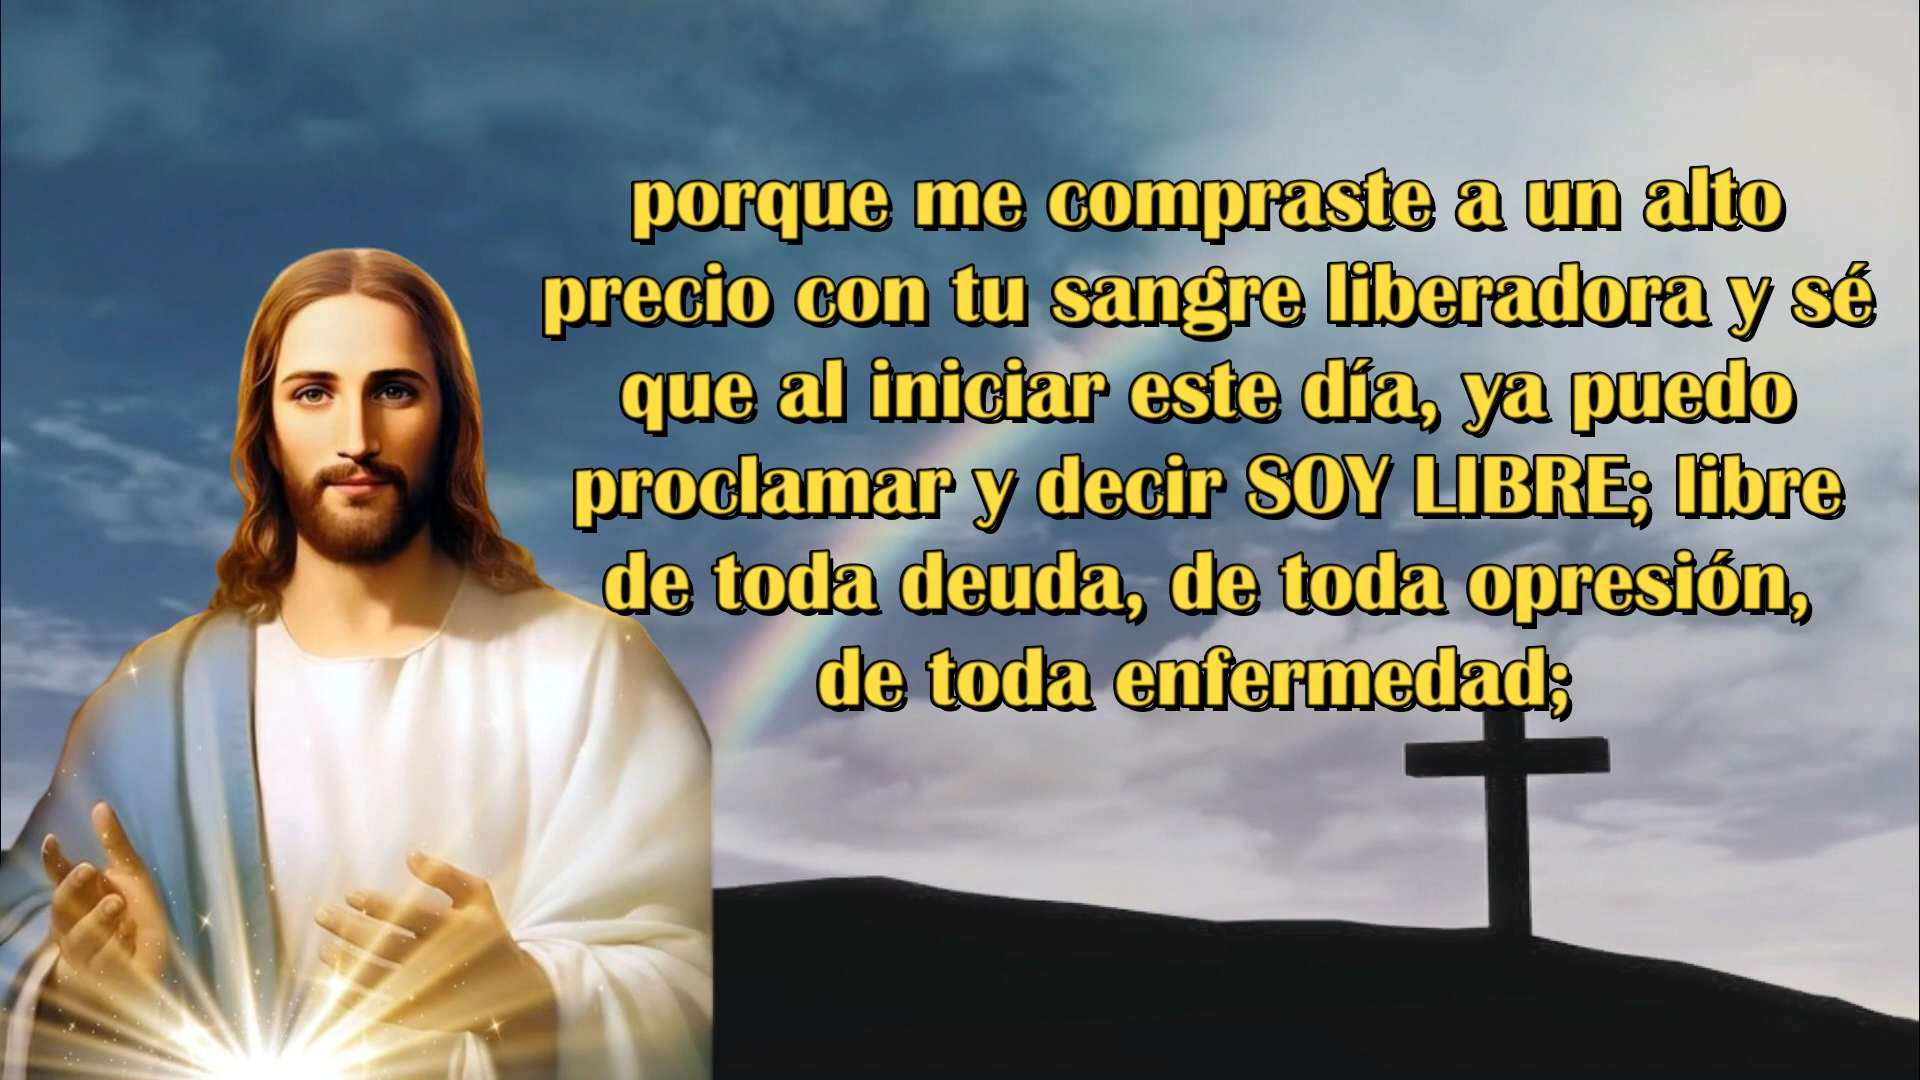 porque me compraste a un alto
precio con tu sangre liberadora y sé
que al iniciar este día, ya puedo
proclamar y decir SOY LIBRE; libre
de toda deuda, de toda opresión,
de toda enfermedad;